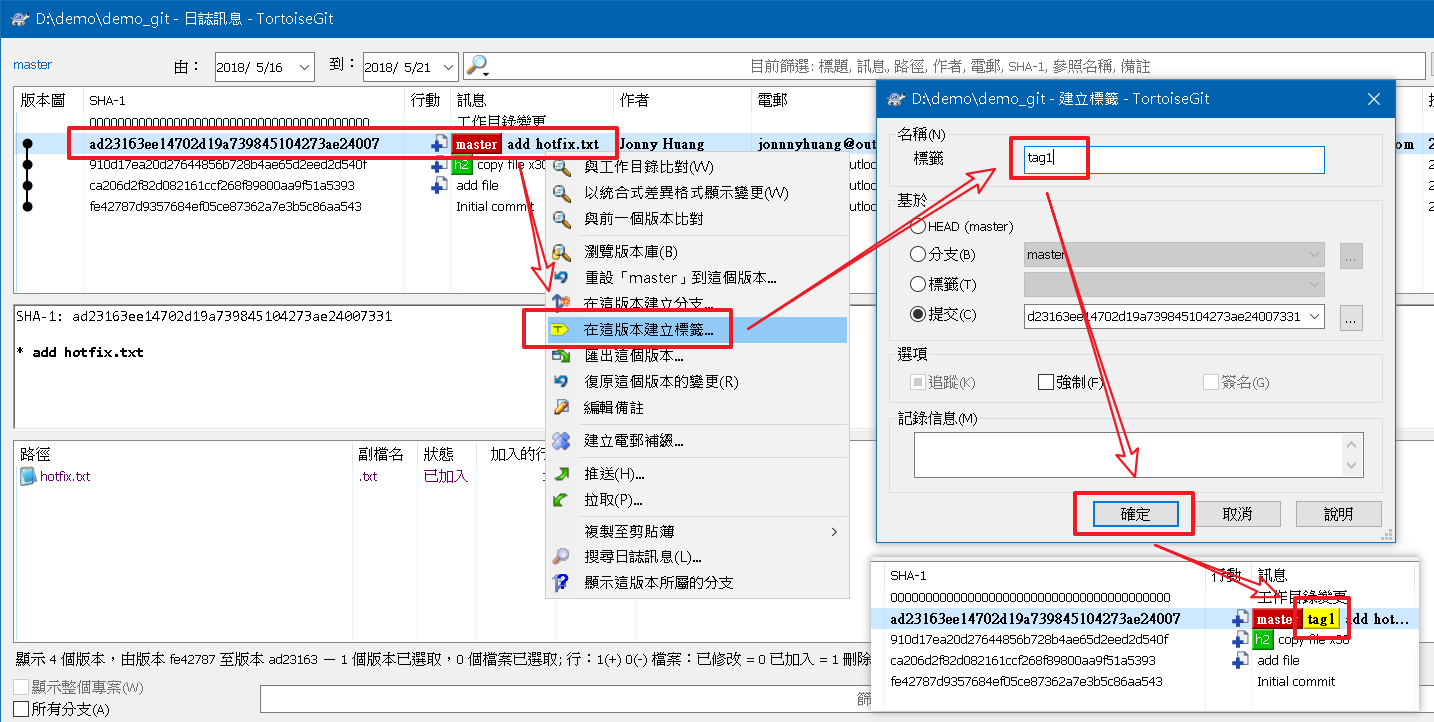 D:\demo\demo_git - 日誌訊息 - TortoiseGit
master
由： 2018/ 5/16 到： 2018/ 5/21 目前篩選: 標題, 訊息, 路徑, 作者, 電郵, SHA-1, 參照名稱, 備註
版本圖 SHA-1 行動 訊息 作者 電郵
0000000000000000000000000000000000000000 工作目錄變更
ad23163ee14702d19a739845104273ae24007 master add hotfix.txt Jonny Huang jonnnyhuang@out com
910d17ea20d27644856b728b4ae65d2eed2d540f h2 copy file x30 outloc
ca206d2f82d082161ccf268f89800aa9f51a5393 add file utloc
fe42787d9357684ef05ce87362a7e3b5c86aa543 Initial commit utloc
與工作目錄比對(W)
以統合式差異格式顯示變更(W)
與前一個版本比對
瀏覽版本庫(B)
重設「master」到這個版本...
在這版本建立分支...
在這版本建立標籤...
匯出這個版本...
復原這個版本的變更(R)
編輯備註
建立電郵補綴...
推送(H)...
拉取(P)...
複製至剪貼簿
搜尋日誌訊息(L)...
顯示這版本所屬的分支
SHA-1: ad23163ee14702d19a739845104273ae24007331
* add hotfix.txt
路徑 副檔名 狀態 加入的行
hotfix.txt .txt 已加入
顯示 4 個版本，由版本 fe42787 至版本 ad23163 — 1 個版本已選取，0 個檔案已選取; 行：1(+) 0(-) 檔案：已修改 = 0 已加入 = 1 刪除
顯示整個專案(W)
所有分支(A)
篩
D:\demo\demo_git - 建立標籤 - TortoiseGit
名稱(N)
標籤 tag1
基於
HEAD (master)
分支(B) master ...
標籤(T)
提交(C) d23163ee14702d19a739845104273ae24007331 ...
選項
追蹤(K) 強制(F) 簽名(G)
記錄信息(M)
確定 取消 說明
SHA-1 行動 訊息
0000000000000000000000000000000000000000 工作目錄變更
ad23163ee14702d19a739845104273ae24007 master tag1 add hot...
910d17ea20d27644856b728b4ae65d2eed2d540f h2 copy file x30
ca206d2f82d082161ccf268f89800aa9f51a5393 add file
fe42787d9357684ef05ce87362a7e3b5c86aa543 Initial commit